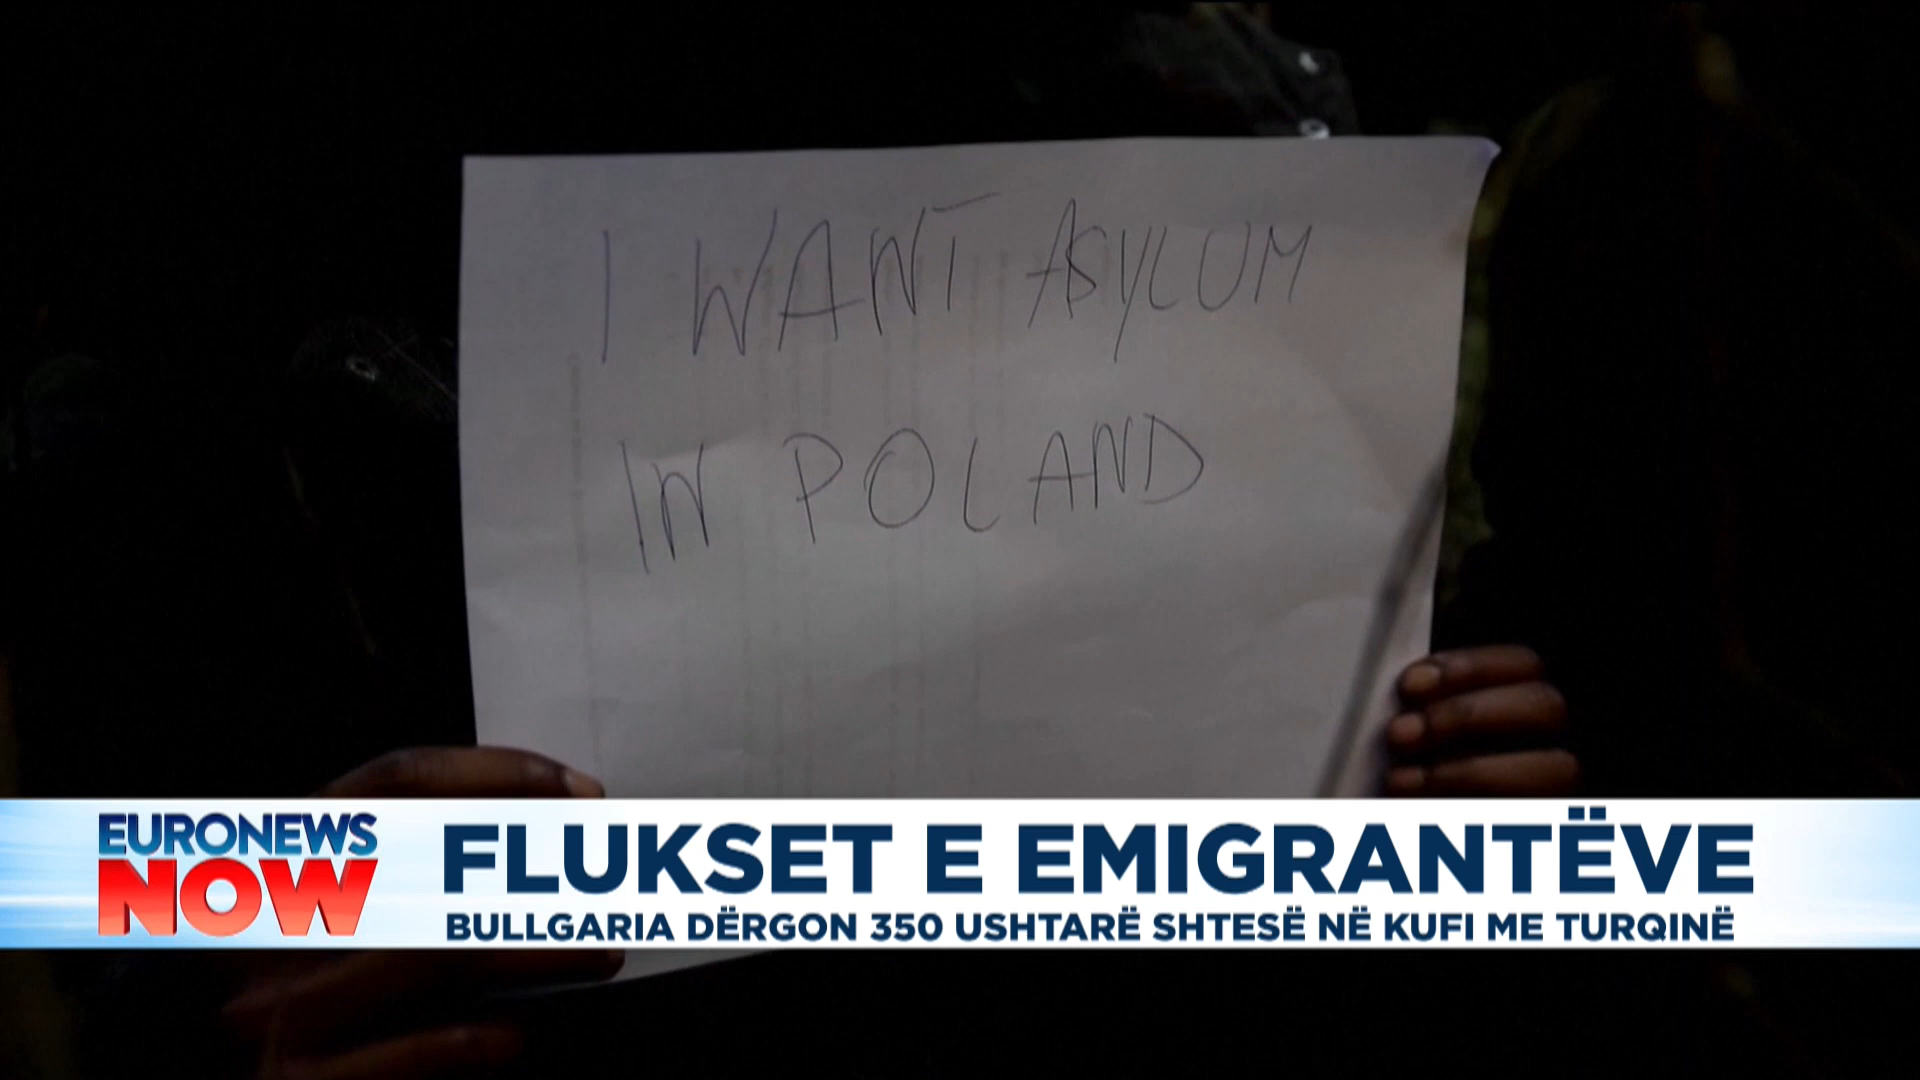 I WANT ASYLUM
IN POLAND
EURONEWS
NOW
FLUKSET E EMIGRANTËVE
BULLGARIA DËRGON 350 USHTARË SHTESË NË KUFI ME TURQINË